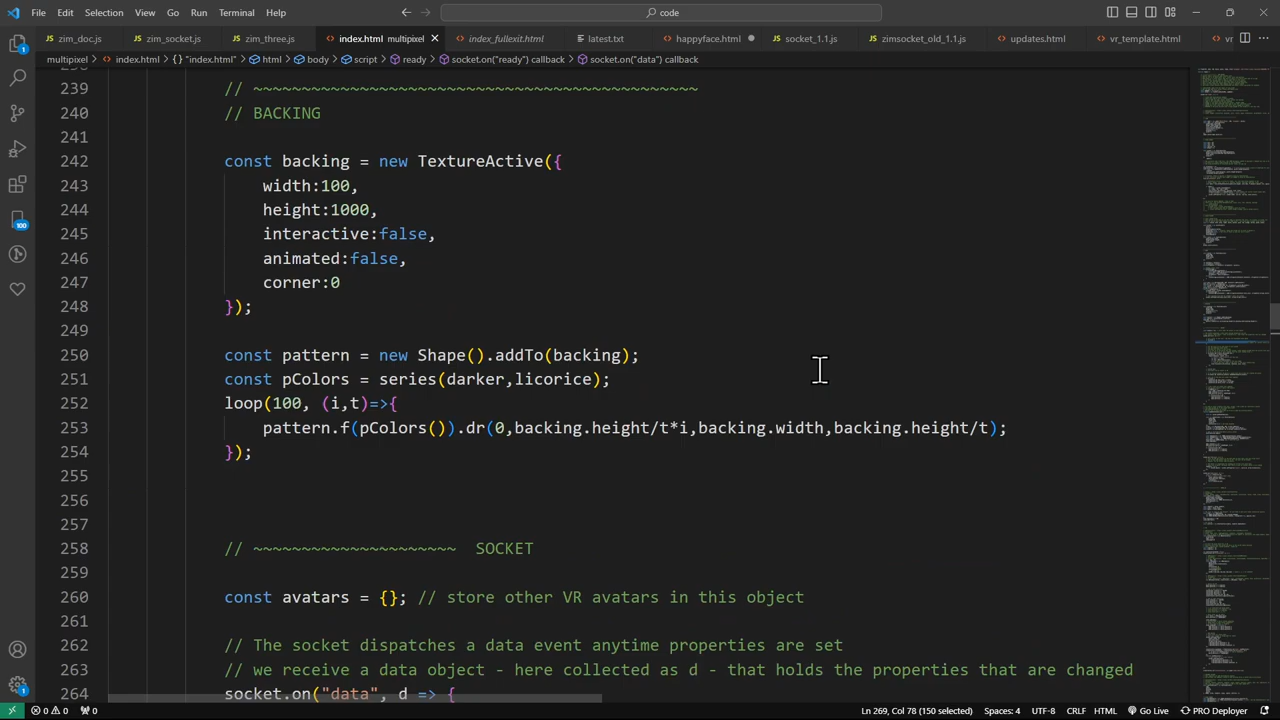 File Edit Selection View Go Run Terminal Help
code
zim_doc.js zim_socket.js zim_three.js index.html multipixel index_fullexit.html latest.txt happyface.html socket_1.1.js zimsocket_old_1.1.js updates.html vr_template.html vr
multipixel > index.html > {} "index.html" > html > body > script > ready > socket.on("ready") callback > socket.on("data") callback
239 // ~~~~~~~~~~~~~~~~~~~~~~~~~~~~~~~~~~~~~~~~~~~~~~
240 // BACKING
241
242 const backing = new TextureActive({
243 width:100,
244 height:1000,
245 interactive:false,
246 animated:false,
247 corner:0
248 });
249
250 const pattern = new Shape().addTo(backing);
251 const pColors = series(darker,licorice);
252 loop(100, (i,t)=>{
253 pattern.f(pColors()).dr(0,backing.height/t*i,backing.width,backing.height/t);
254 });
255
256
257
258 // ~~~~~~~~~~~~~~~~~~~~~ SOCKET
259
260 const avatars = {}; // store other VR avatars in this object
261
262 // The socket dispatches a data event anytime properties are set
263 // we receive a data object - here collected as d - that holds the properties that are changed
264 socket.on("data", d => {
1
100
1
0 0 0
Ln 269, Col 78 (150 selected) Spaces: 4 UTF-8 CRLF HTML Go Live PRO Deployer